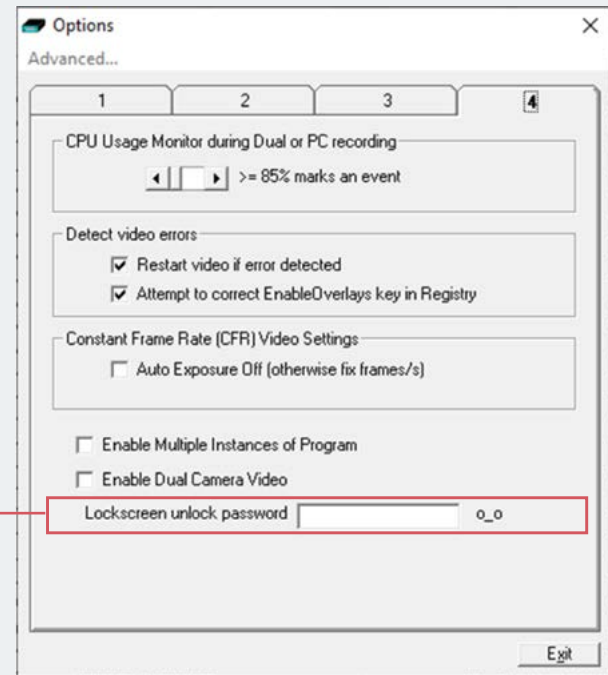 Options
Advanced...
1 2 3 4
CPU Usage Monitor during Dual or PC recording
>= 85% marks an event
Detect video errors
Restart video if error detected
Attempt to correct EnableOverlays key in Registry
Constant Frame Rate (CFR) Video Settings
Auto Exposure Off (otherwise fix frames/s)
Enable Multiple Instances of Program
Enable Dual Camera Video
Lockscreen unlock password o_o
Exit